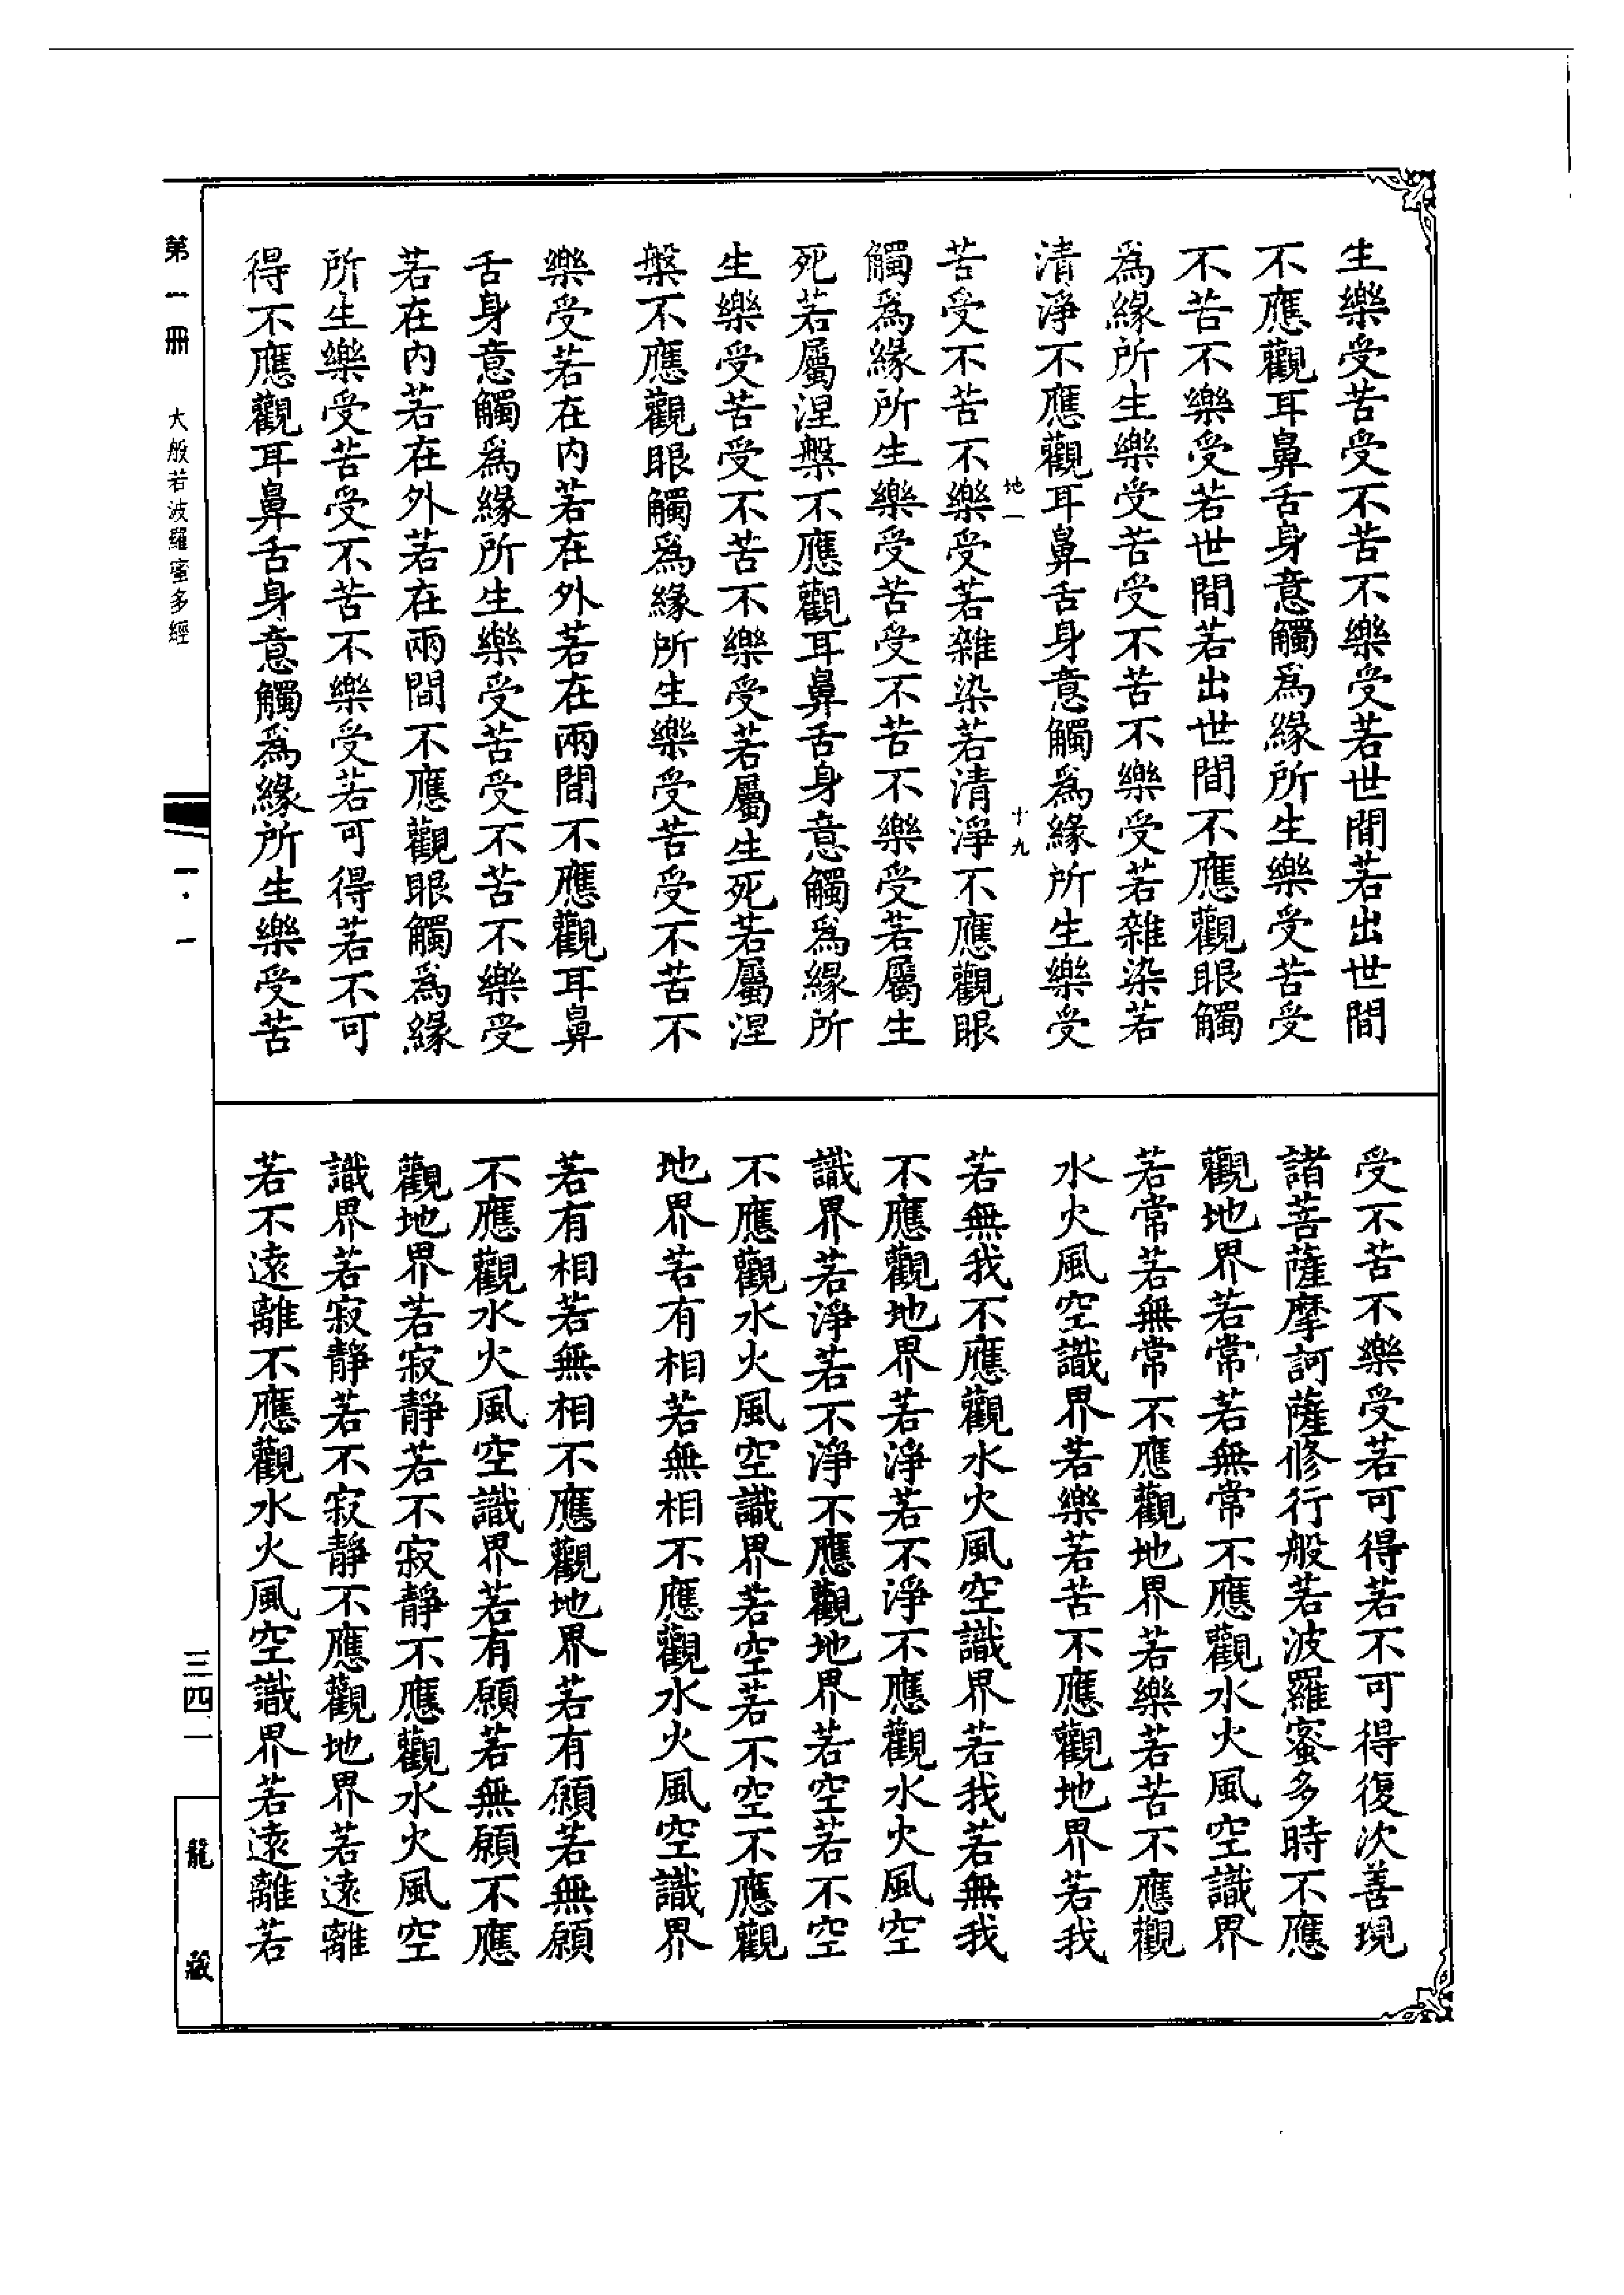 生樂受苦受不苦不樂受若世間若出世間
不應觀耳鼻舌身意觸爲緣所生樂受苦受
不苦不樂受若世間若出世間不應觀眼觸
爲緣所生樂受苦受不苦不樂受若雜染若
清淨不應觀耳鼻舌身意觸爲緣所生樂受
地一 十九
苦受不苦不樂受若雜染若清淨不應觀眼
觸爲緣所生樂受苦受不苦不樂受若屬生
死若屬涅槃不應觀耳鼻舌身意觸爲緣所
生樂受苦受不苦不樂受若屬生死若屬涅
槃不應觀眼觸爲緣所生樂受苦受不苦不
樂受若在內若在外若在兩間不應觀耳鼻
舌身意觸爲緣所生樂受苦受不苦不樂受
若在內若在外若在兩間不應觀眼觸爲緣
所生樂受苦受不苦不樂受若可得若不可
得不應觀耳鼻舌身意觸爲緣所生樂受苦
受不苦不樂受若可得若不可得復次善現
諸菩薩摩訶薩修行般若波羅蜜多時不應
觀地界若常若無常不應觀水火風空識界
若常若無常不應觀地界若樂若苦不應觀
水火風空識界若樂若苦不應觀地界若我
若無我不應觀水火風空識界若我若無我
不應觀地界若淨若不淨不應觀水火風空
識界若淨若不淨不應觀地界若空若不空
不應觀水火風空識界若空若不空不應觀
地界若有相若無相不應觀水火風空識界
若有相若無相不應觀地界若有願若無願
不應觀水火風空識界若有願若無願不應
觀地界若寂靜若不寂靜不應觀水火風空
識界若寂靜若不寂靜不應觀地界若遠離
若不遠離不應觀水火風空識界若遠離若
第一冊 大般若波羅蜜多經 一·一 三四一 龍藏